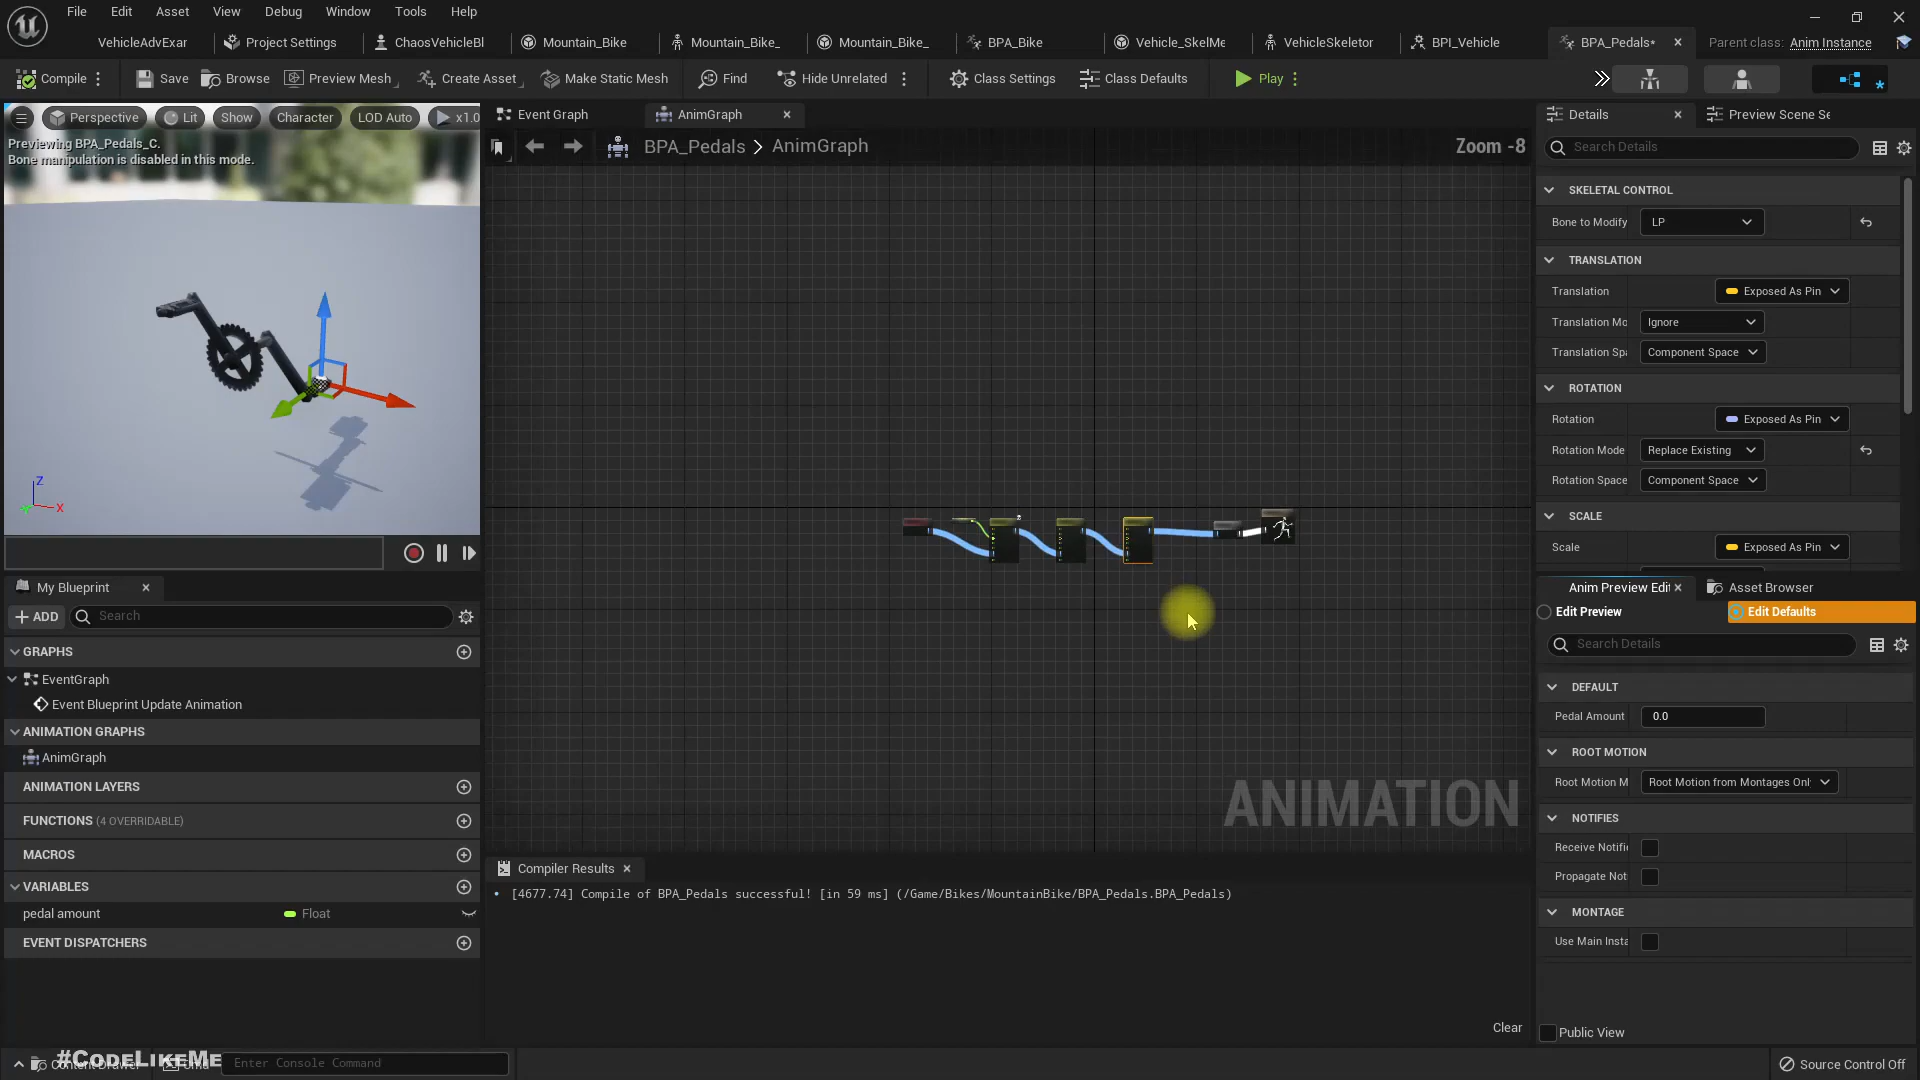 File Edit Asset View Debug Window Tools Help
VehicleAdvExar Project Settings ChaosVehicleBl Mountain_Bike Mountain_Bike_ Mountain_Bike_ BPA_Bike Vehicle_SkelMe VehicleSkeletor BPI_Vehicle BPA_Pedals* Parent class: Anim Instance
Compile Save Browse Preview Mesh Create Asset Make Static Mesh Find Hide Unrelated Class Settings Class Defaults Play
Perspective Lit Show Character LOD Auto x1.0
Previewing BPA_Pedals_C.
Bone manipulation is disabled in this mode.
Z
X
Event Graph AnimGraph
BPA_Pedals > AnimGraph
Zoom -8
ANIMATION
My Blueprint
ADD Search
GRAPHS
EventGraph
Event Blueprint Update Animation
ANIMATION GRAPHS
AnimGraph
ANIMATION LAYERS
FUNCTIONS (4 OVERRIDABLE)
MACROS
VARIABLES
pedal amount Float
EVENT DISPATCHERS
Compiler Results
[4677.74] Compile of BPA_Pedals successful! [in 59 ms] (/Game/Bikes/MountainBike/BPA_Pedals.BPA_Pedals)
Clear
Details Preview Scene Se
Search Details
SKELETAL CONTROL
Bone to Modify LP
TRANSLATION
Translation Exposed As Pin
Translation Mo Ignore
Translation Spa Component Space
ROTATION
Rotation Exposed As Pin
Rotation Mode Replace Existing
Rotation Space Component Space
SCALE
Scale Exposed As Pin
Anim Preview Edit Asset Browser
Edit Preview Edit Defaults
Search Details
DEFAULT
Pedal Amount 0.0
ROOT MOTION
Root Motion M Root Motion from Montages Onl
NOTIFIES
Receive Notifi
Propagate Not
MONTAGE
Use Main Insta
Public View
#CODELIKEME
Content Drawer Cmd Enter Console Command
Source Control Off